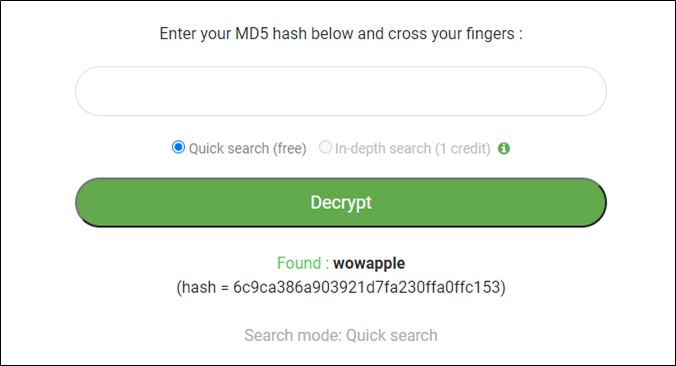 Enter your MD5 hash below and cross your fingers :
Quick search (free) In-depth search (1 credit)
Decrypt
Found : wowapple
(hash = 6c9ca386a903921d7fa230ffa0ffc153)
Search mode: Quick search